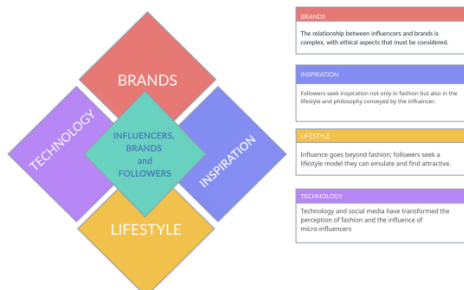 BRANDS
TECHNOLOGY
INFLUENCERS,
BRANDS
and
FOLLOWERS
INSPIRATION
LIFESTYLE
BRANDS
The relationship between influencers and brands is
complex, with ethical aspects that must be considered.
INSPIRATION
Followers seek inspiration not only in fashion but also in the
lifestyle and philosophy conveyed by the influencer.
LIFESTYLE
Influence goes beyond fashion; followers seek a
lifestyle model they can emulate and find attractive.
TECHNOLOGY
Technology and social media have transformed the
perception of fashion and the influence of
micro-influencers